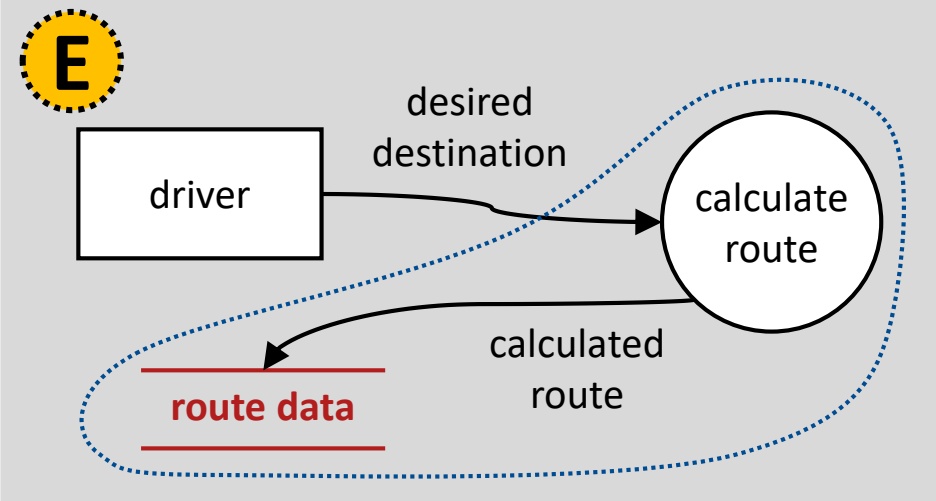 E
desired
destination
driver
calculate
route
calculated
route
route data